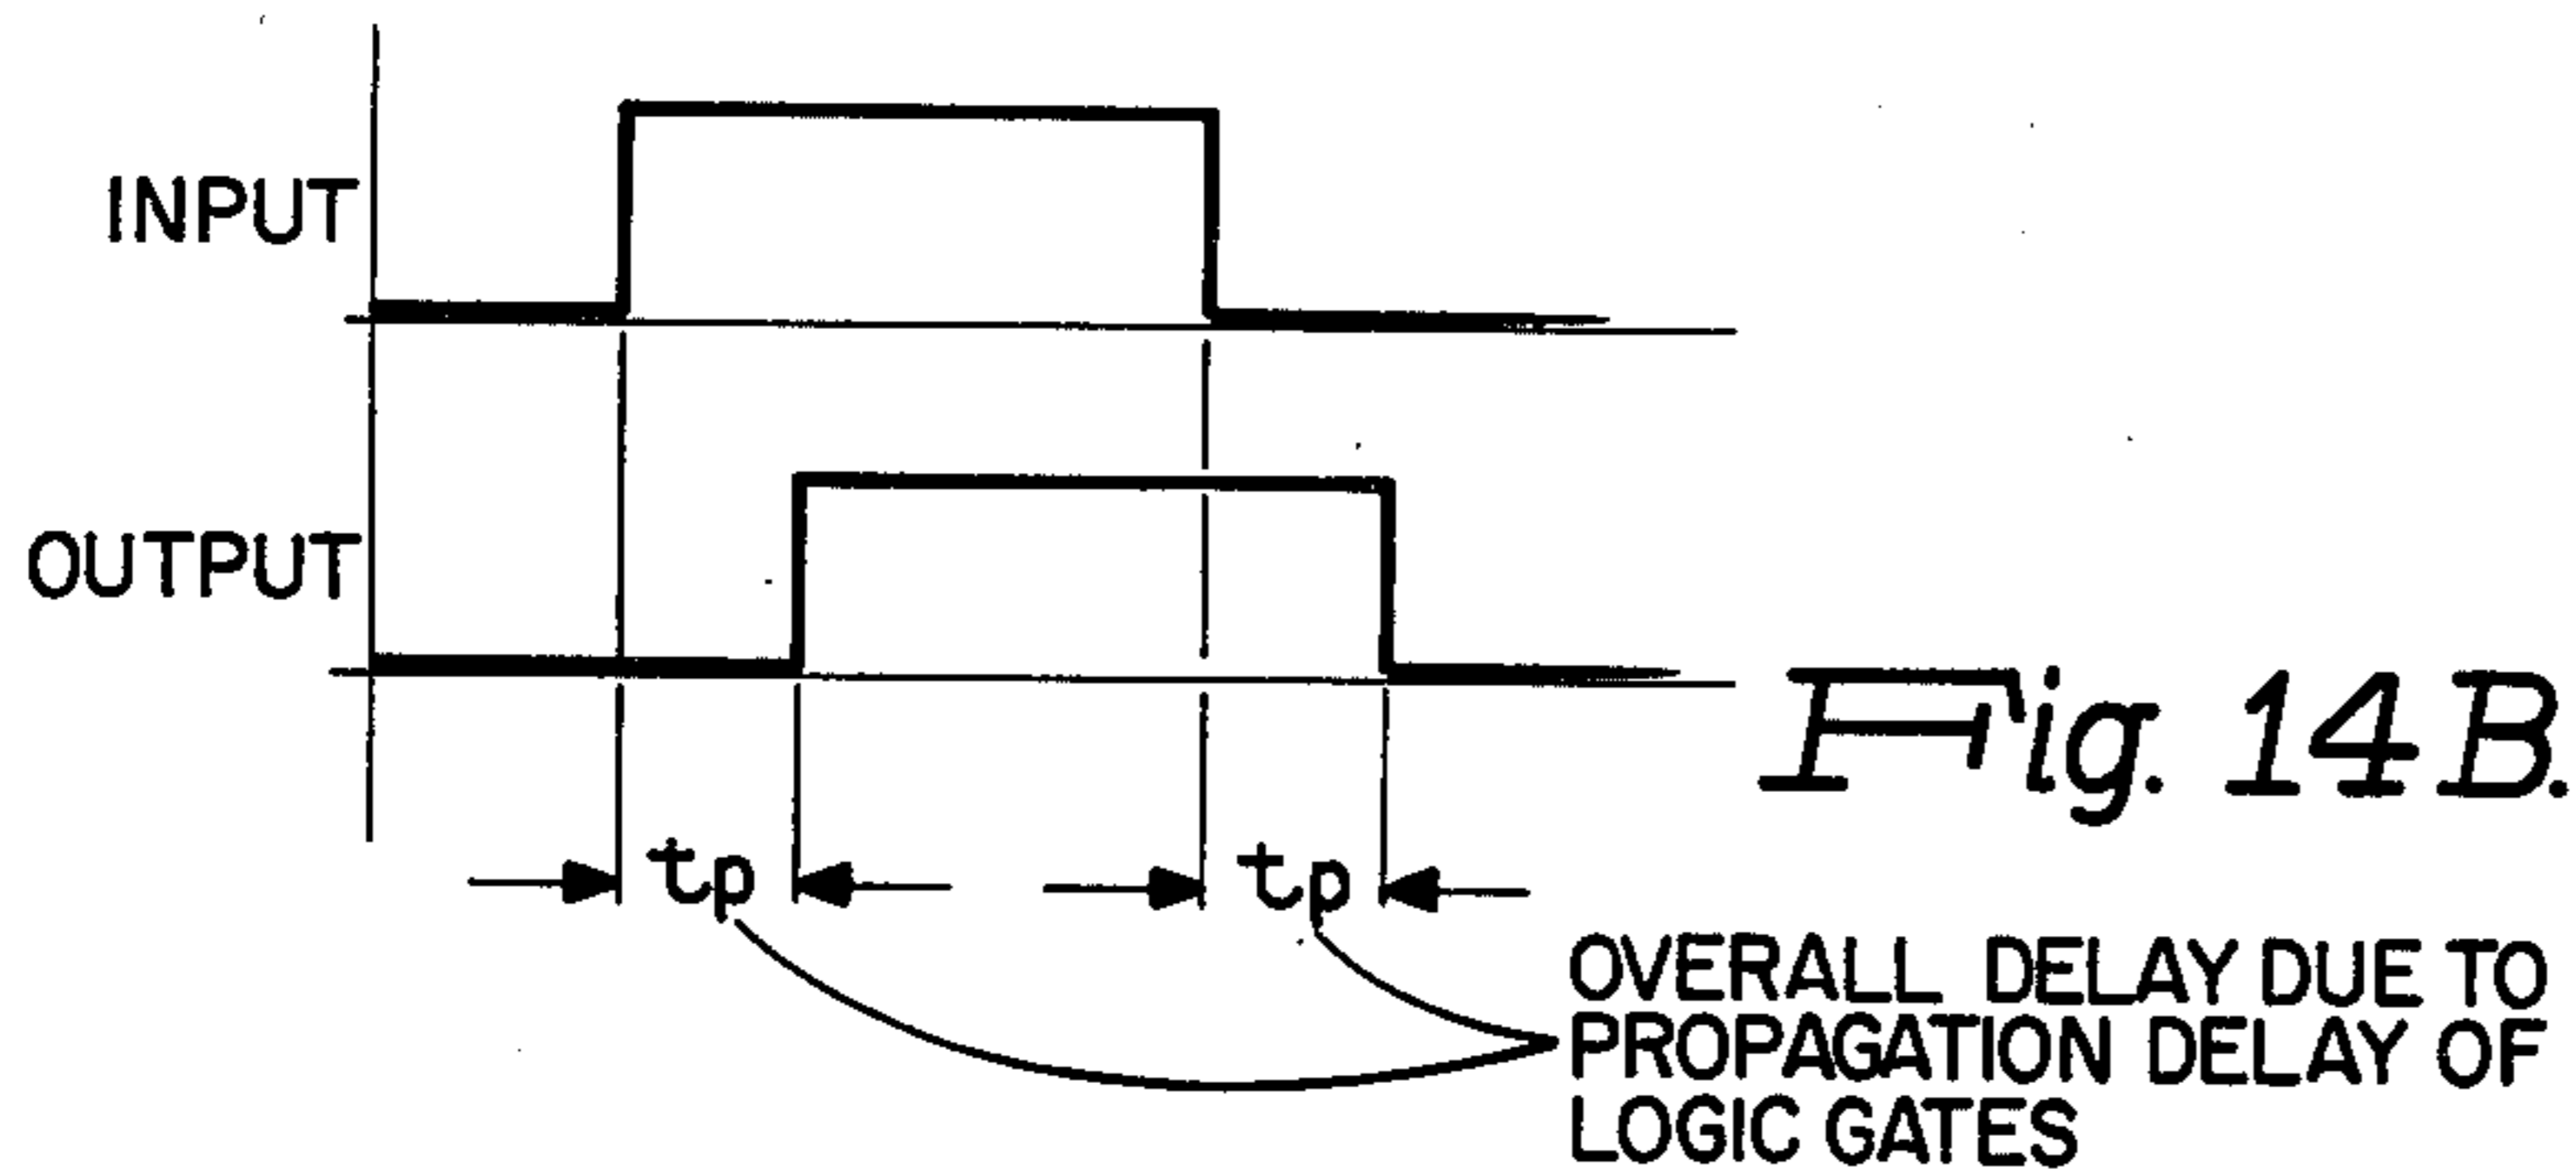 INPUT
OUTPUT
Fig. 14B.
tp
tp
OVERALL DELAY DUE TO
PROPAGATION DELAY OF
LOGIC GATES